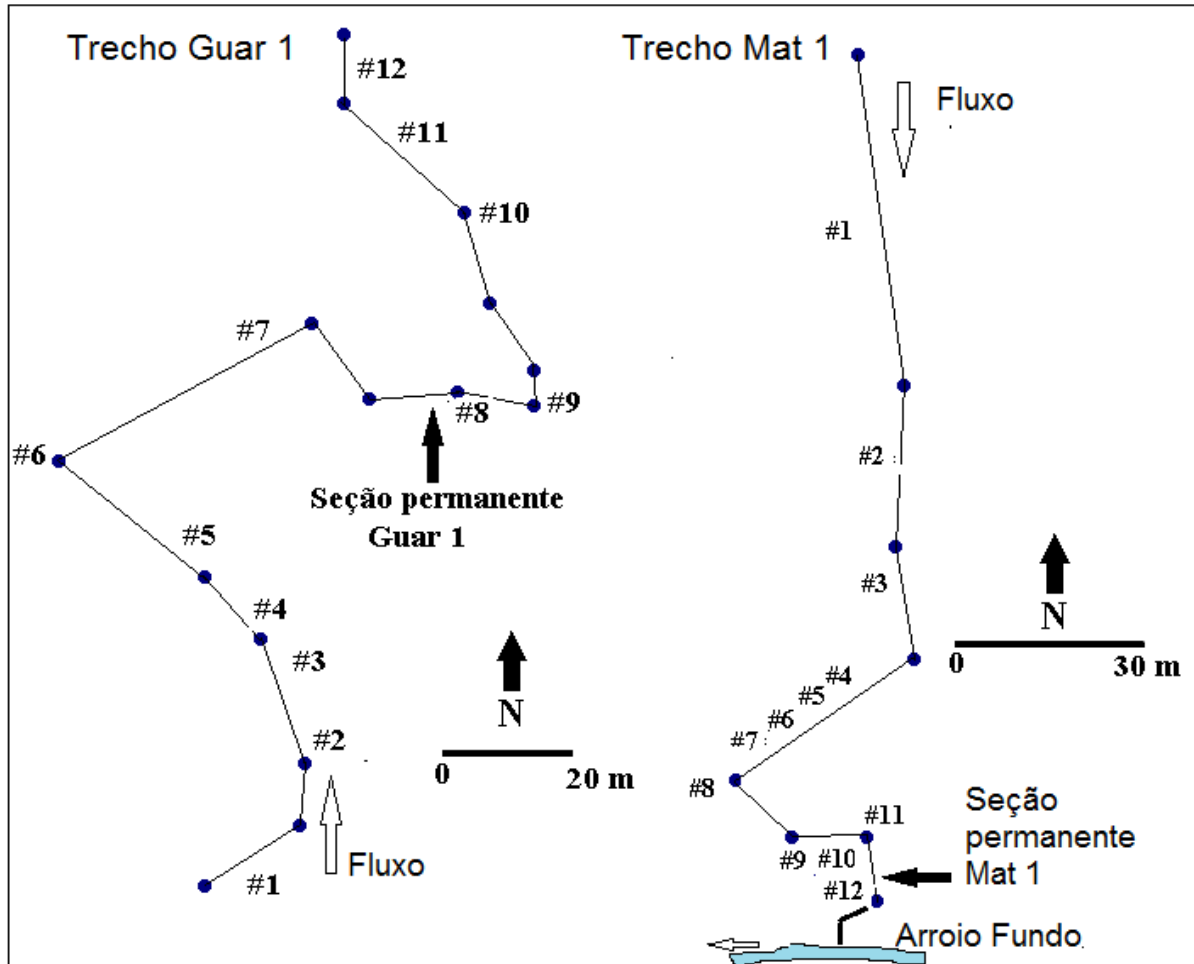 Trecho Guar 1
#12
#11
#10
#7
#8
#9
#6
Seção permanente
Guar 1
#5
#4
#3
N
#2
0
20 m
Fluxo
#1
Trecho Mat 1
Fluxo
#1
#2
#3
N
0
30 m
#4
#5
#6
#7
#8
#11
#9
#10
#12
Seção
permanente
Mat 1
Arroio Fundo